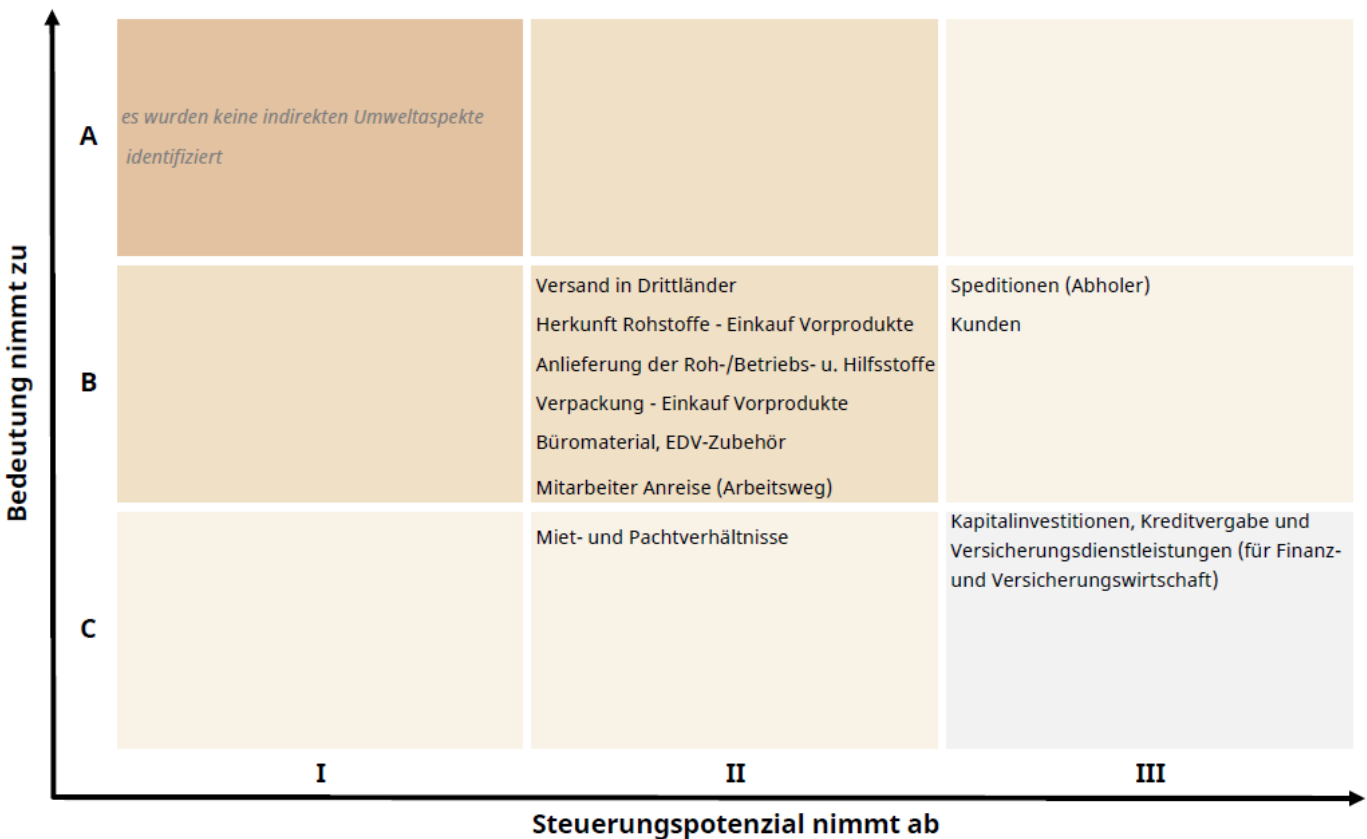 Bedeutung nimmt zu
A
es wurden keine indirekten Umweltaspekte
identifiziert
B
Versand in Drittländer
Herkunft Rohstoffe - Einkauf Vorprodukte
Anlieferung der Roh-/Betriebs- u. Hilfsstoffe
Verpackung - Einkauf Vorprodukte
Büromaterial, EDV-Zubehör
Mitarbeiter Anreise (Arbeitsweg)
Speditionen (Abholer)
Kunden
C
Miet- und Pachtverhältnisse
Kapitalinvestitionen, Kreditvergabe und
Versicherungsdienstleistungen (für Finanz-
und Versicherungswirtschaft)
I
II
III
Steuerungspotenzial nimmt ab